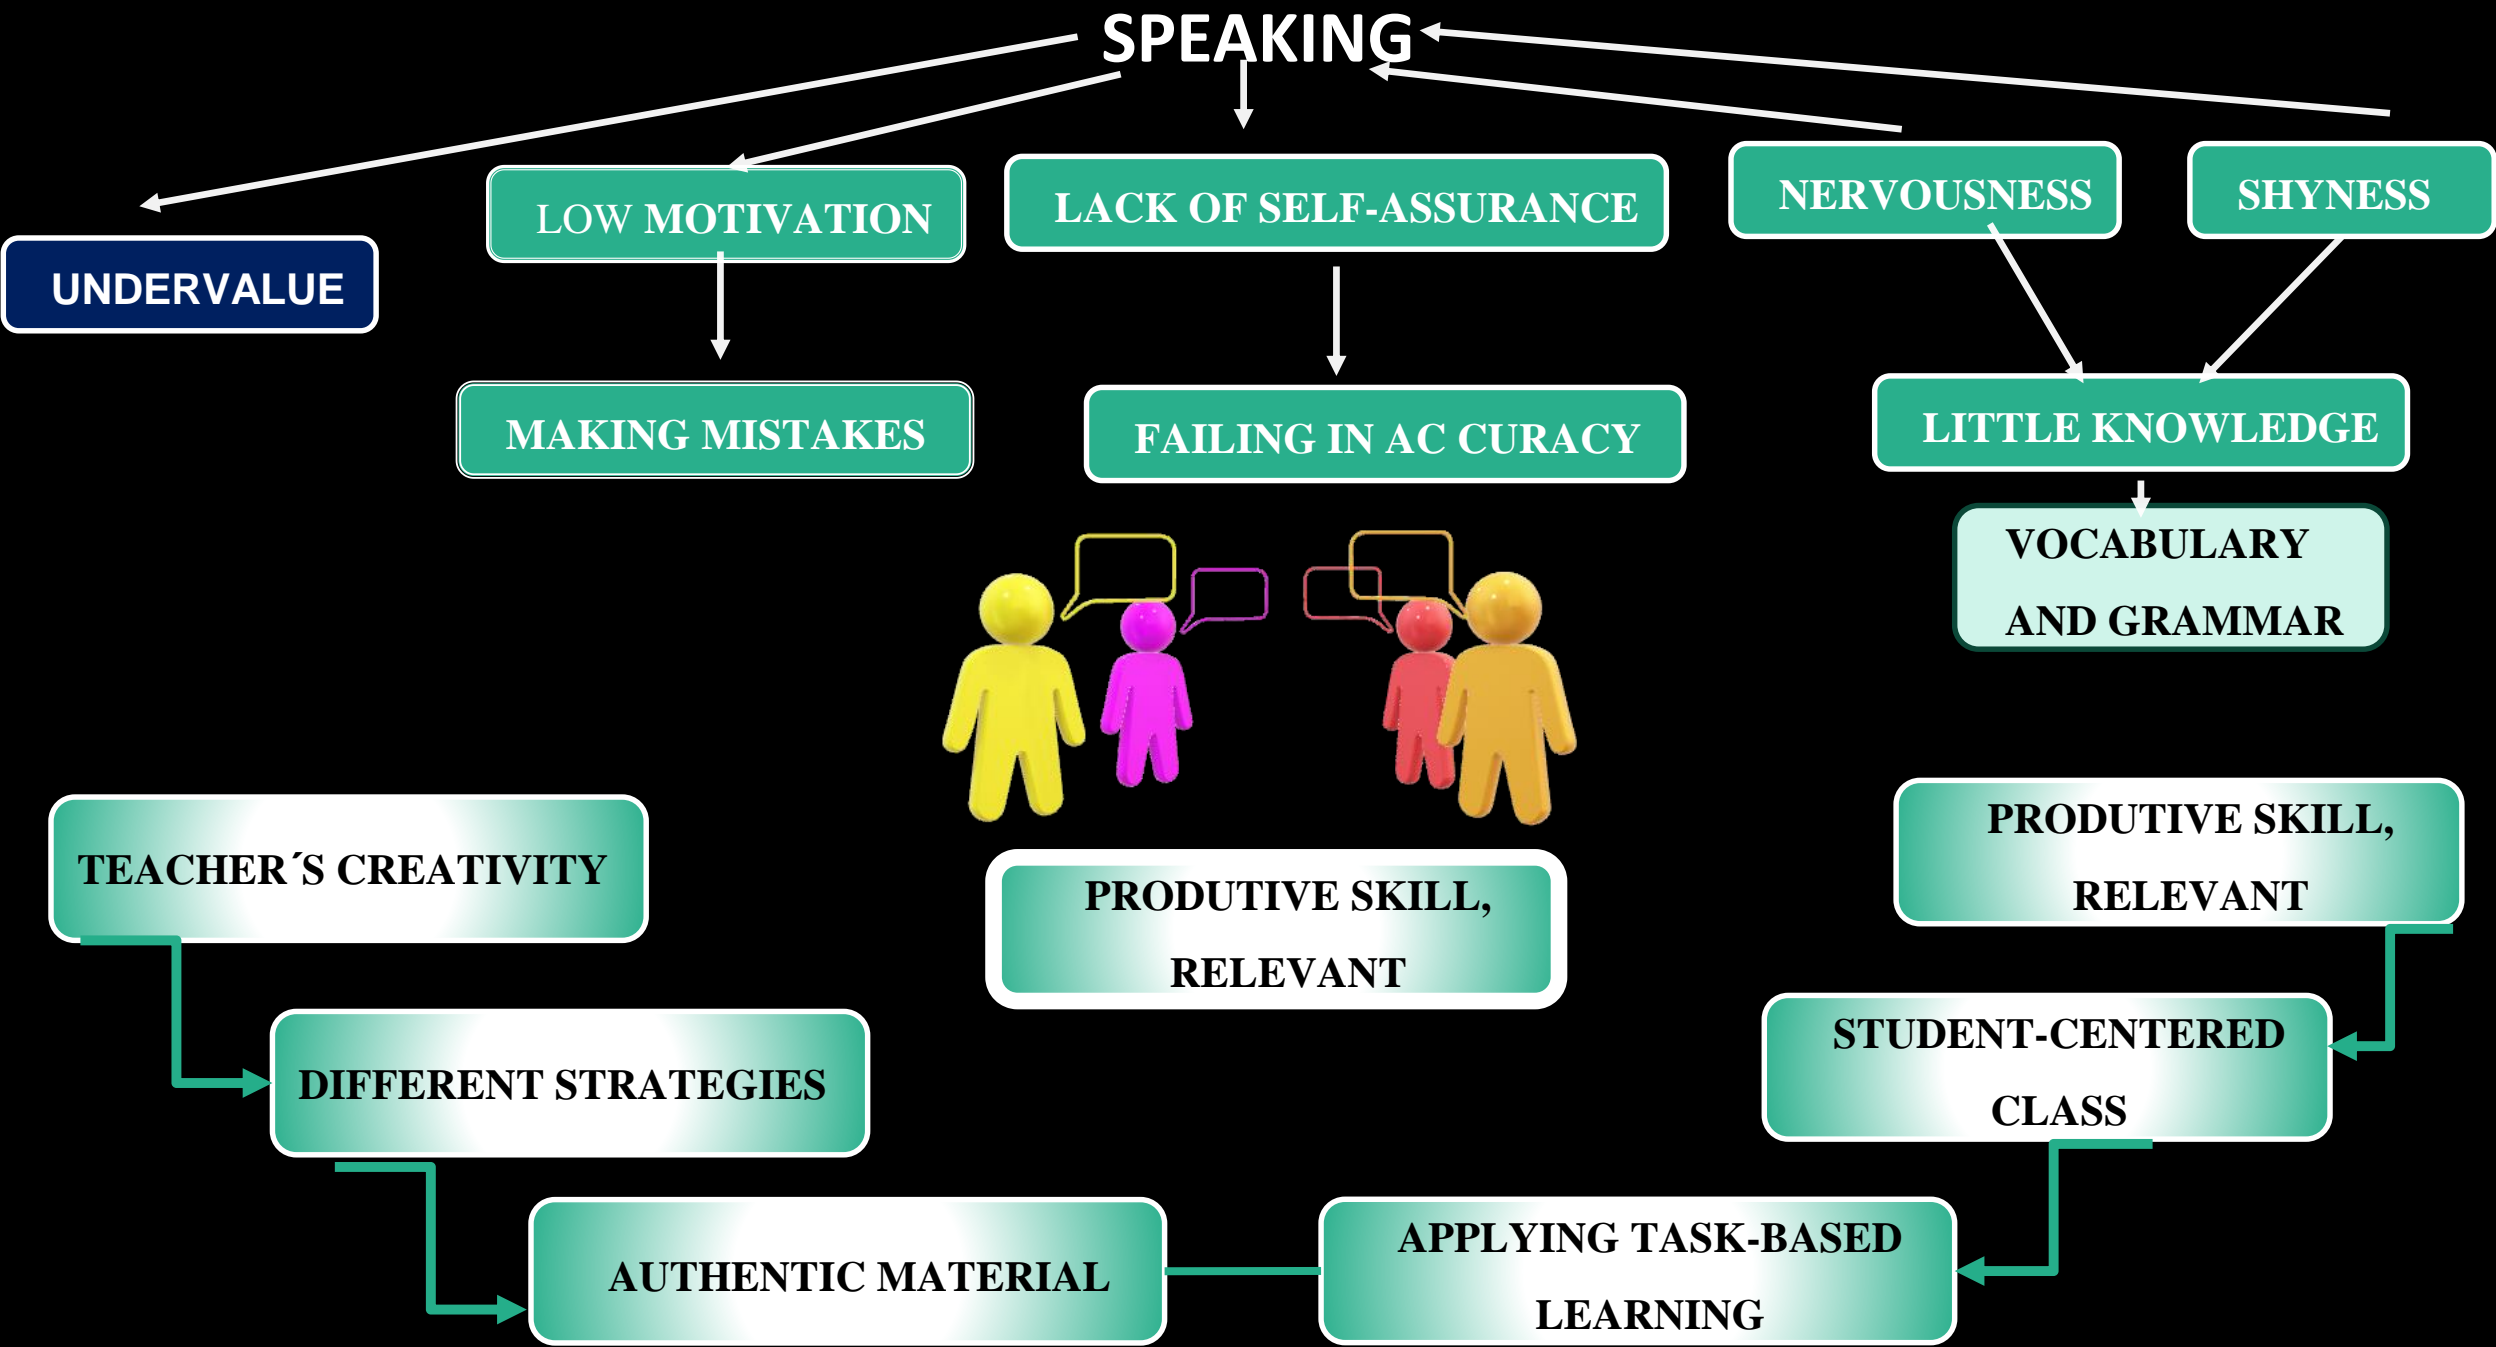 SPEAKING
UNDERVALUE
LOW MOTIVATION
LACK OF SELF-ASSURANCE
NERVOUSNESS
SHYNESS
MAKING MISTAKES
FAILING IN AC CURACY
LITTLE KNOWLEDGE
VOCABULARY
AND GRAMMAR
TEACHER´S CREATIVITY
PRODUTIVE SKILL,
RELEVANT
PRODUTIVE SKILL,
RELEVANT
DIFFERENT STRATEGIES
STUDENT-CENTERED
CLASS
AUTHENTIC MATERIAL
APPLYING TASK-BASED
LEARNING